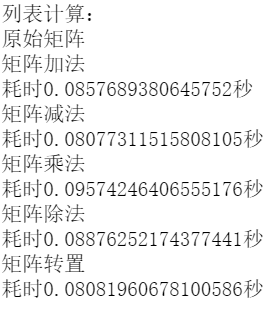 列表计算：
原始矩阵
矩阵加法
耗时0.0857689380645752秒
矩阵减法
耗时0.08077311515808105秒
矩阵乘法
耗时0.09574246406555176秒
矩阵除法
耗时0.08876252174377441秒
矩阵转置
耗时0.08081960678100586秒